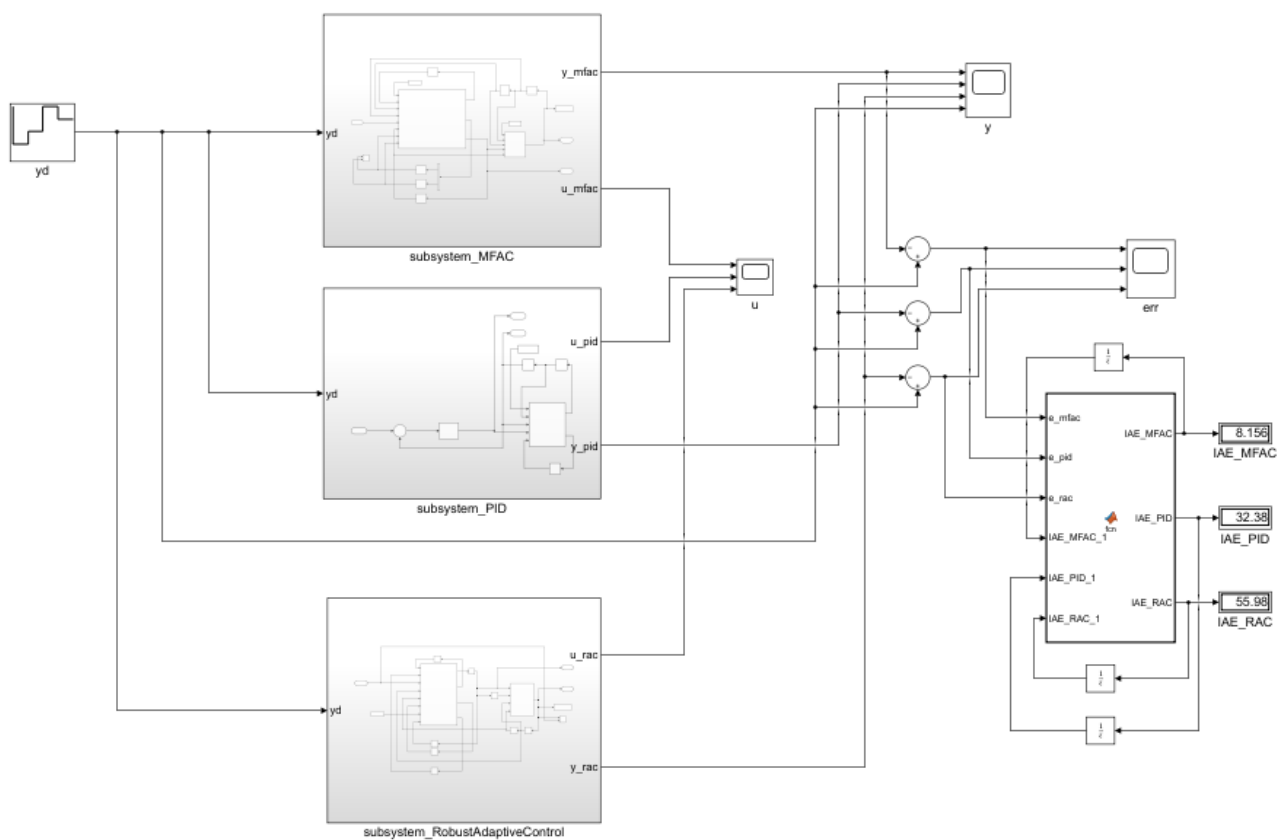 y_mfac
yd
yd
y
u_mfac
subsystem_MFAC
u
err
u_pid
yd
y_pid
subsystem_PID
e_mfac
IAE_MFAC
8.156
IAE_MFAC
e_pid
e_rac
IAE_PID
32.38
fcn
IAE_PID
IAE_MFAC_1
IAE_PID_1
IAE_RAC
55.98
IAE_RAC_1
IAE_RAC
u_rac
yd
y_rac
subsystem_RobustAdaptiveControl